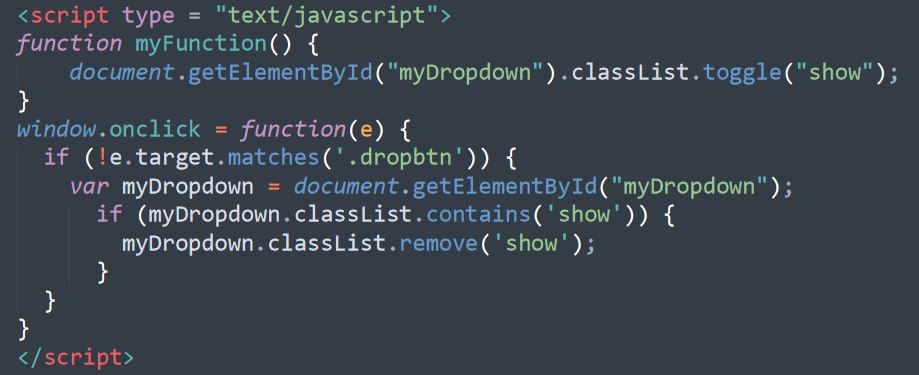 <script type = "text/javascript">
function myFunction() {
    document.getElementById("myDropdown").classList.toggle("show");
}
window.onclick = function(e) {
  if (!e.target.matches('.dropbtn')) {
    var myDropdown = document.getElementById("myDropdown");
      if (myDropdown.classList.contains('show')) {
        myDropdown.classList.remove('show');
      }
  }
}
</script>